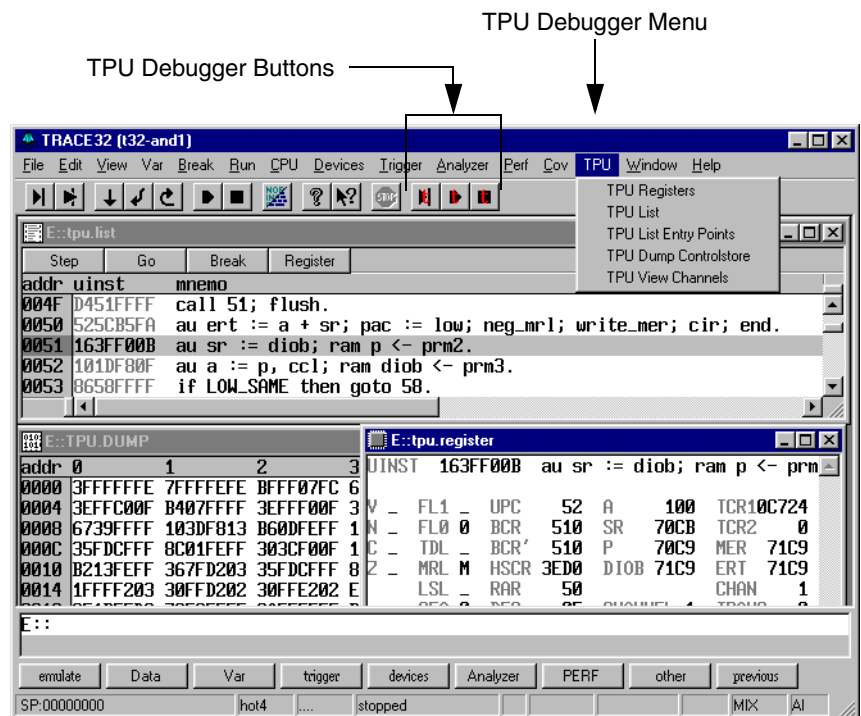 TPU Debugger Menu
TPU Debugger Buttons
TRACE32 (t32-and1)
File Edit View Var Break Run CPU Devices Trigger Analyzer Perf Cov TPU Window Help
NOP
STOP
TPU Registers
TPU List
TPU List Entry Points
TPU Dump Controlstore
TPU View Channels
E::tpu.list
Step Go Break Register
addr uinst mnemo
004F D451FFFF call 51; flush.
0050 525CB5FA au ert := a + sr; pac := low; neg_mrl; write_mer; cir; end.
0051 163FF00B au sr := diob; ram p <- prm2.
0052 101DF80F au a := p, ccl; ram diob <- prm3.
0053 8658FFFF if LOW_SAME then goto 58.
E::TPU.DUMP
addr 0 1 2 3
0000 3FFFFFFE 7FFFFEFE BFFF07FC 6
0004 3EFFC00F B407FFFF 3EFFF00F 3
0008 6739FFFF 103DF813 B60DFEFF 1
000C 35FDCFFF 8C01FEFF 303CF00F 1
0010 B213FEFF 367FD203 35FDCFFF 8
0014 1FFFF203 30FFD202 30FFE202 E
E::tpu.register
UINST 163FF00B au sr := diob; ram p <- prm
V _ FL1 _ UPC 52 A 100 TCR10C724
N _ FL0 0 BCR 510 SR 70CB TCR2 0
C _ TDL _ BCR' 510 P 70C9 MER 71C9
Z _ MRL M HSCR 3ED0 DIOB 71C9 ERT 71C9
LSL _ RAR 50 CHAN 1
E::
emulate Data Var trigger devices Analyzer PERF other previous
SP:00000000 hot4 .... stopped MIX AI